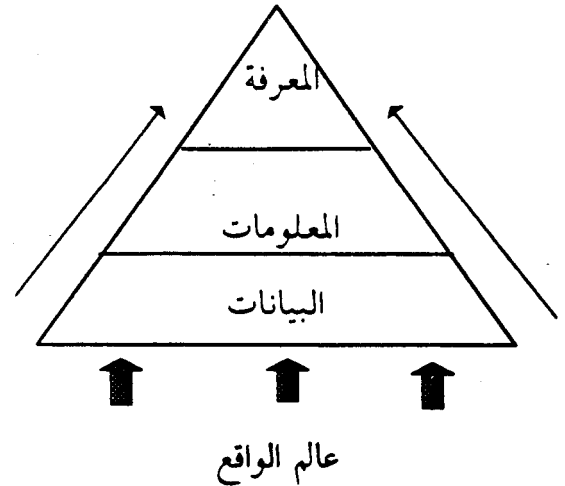 المعرفة
المعلومات
البيانات
عالم الواقع